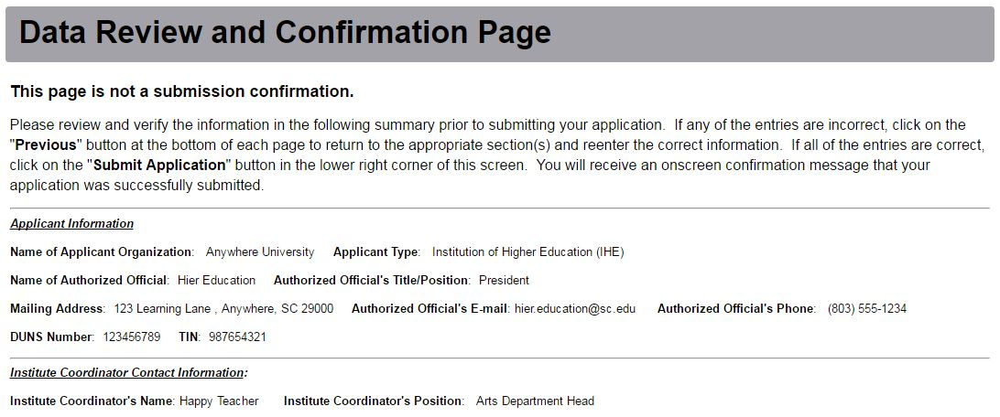 Data Review and Confirmation Page
This page is not a submission confirmation.
Please review and verify the information in the following summary prior to submitting your application.  If any of the entries are incorrect, click on the
"Previous" button at the bottom of each page to return to the appropriate section(s) and reenter the correct information.  If all of the entries are correct,
click on the "Submit Application" button in the lower right corner of this screen.  You will receive an onscreen confirmation message that your
application was successfully submitted.
Applicant Information
Name of Applicant Organization:   Anywhere University     Applicant Type:   Institution of Higher Education (IHE)
Name of Authorized Official:  Hier Education     Authorized Official's Title/Position:  President
Mailing Address:  123 Learning Lane , Anywhere, SC 29000     Authorized Official's E-mail: hier.education@sc.edu      Authorized Official's Phone:   (803) 555-1234
DUNS Number:  123456789     TIN:  987654321
Institute Coordinator Contact Information:
Institute Coordinator's Name: Happy Teacher       Institute Coordinator's Position:   Arts Department Head